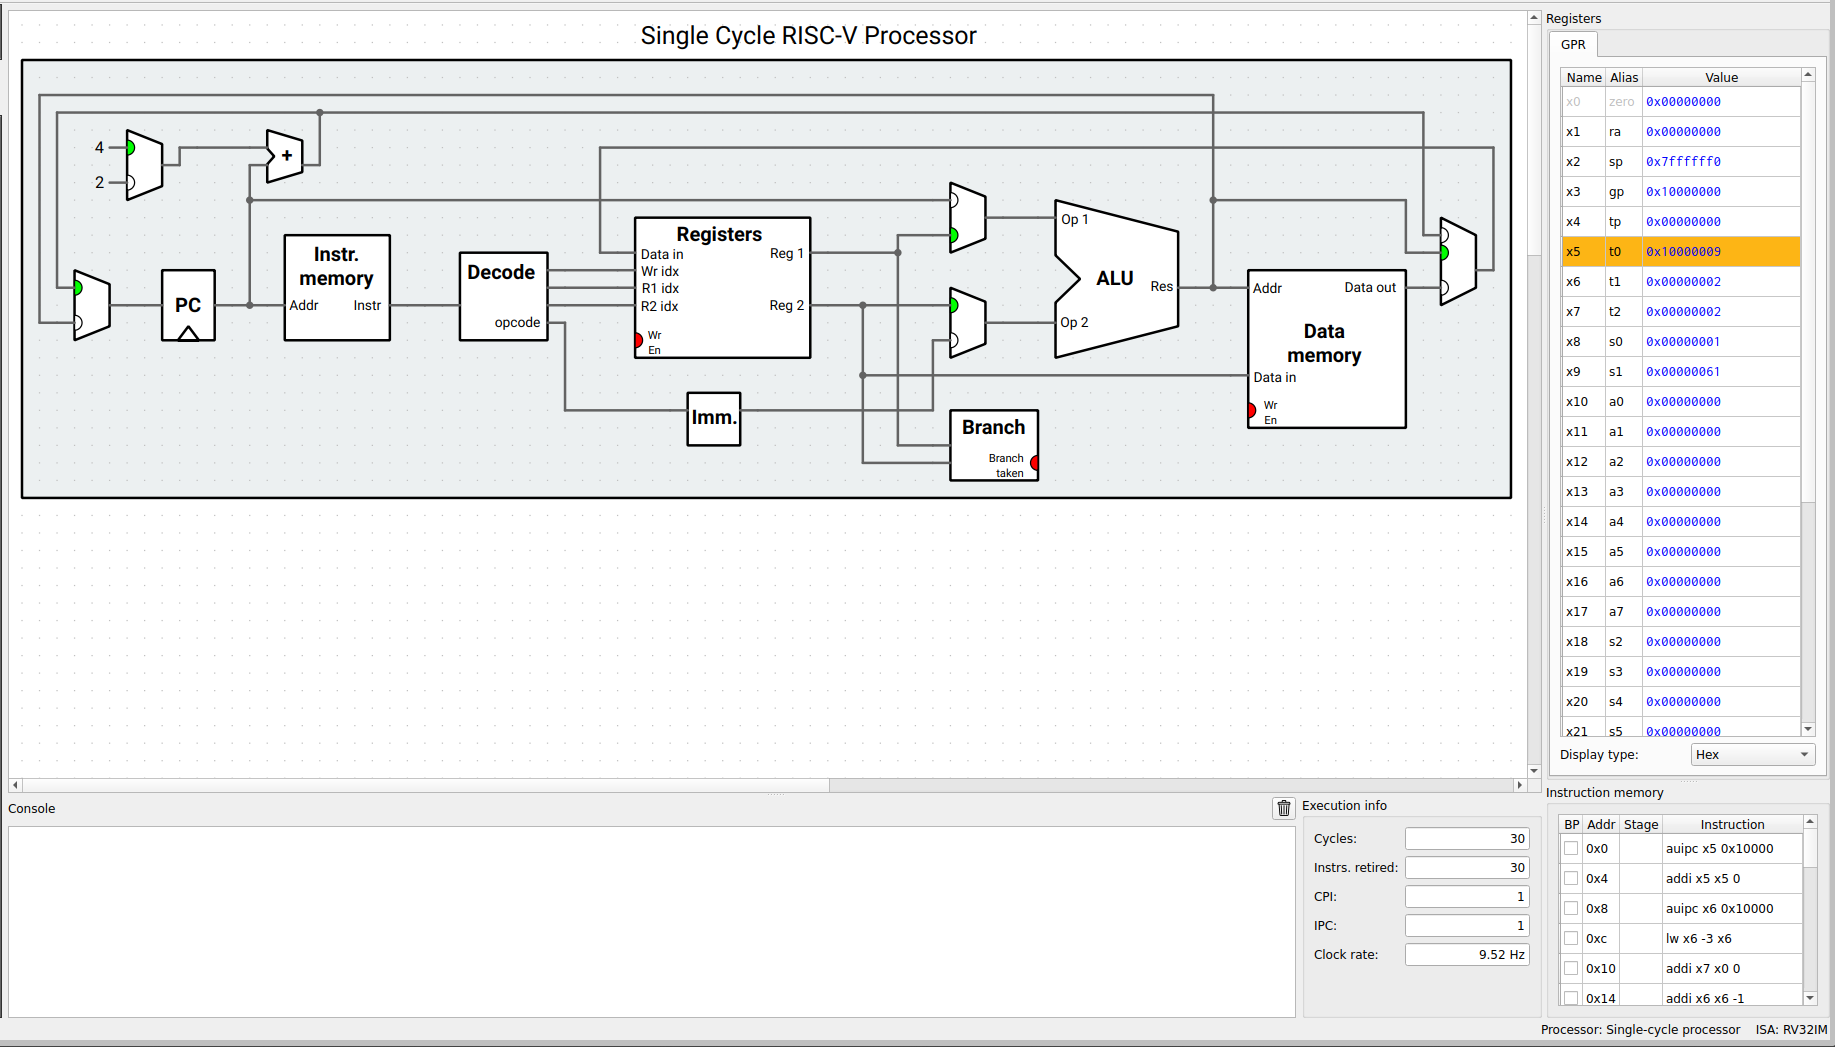 Single Cycle RISC-V Processor
4
2
+
PC
Instr.
memory
Addr
Instr
Decode
opcode
Registers
Data in
Wr idx
R1 idx
R2 idx
Reg 1
Reg 2
Wr
En
Imm.
Op 1
Op 2
ALU
Res
Branch
Branch
taken
Addr
Data out
Data
memory
Data in
Wr
En
Registers
GPR
Name Alias Value
x0 zero 0x00000000
x1 ra 0x00000000
x2 sp 0x7ffffff0
x3 gp 0x10000000
x4 tp 0x00000000
x5 t0 0x10000009
x6 t1 0x00000002
x7 t2 0x00000002
x8 s0 0x00000001
x9 s1 0x00000061
x10 a0 0x00000000
x11 a1 0x00000000
x12 a2 0x00000000
x13 a3 0x00000000
x14 a4 0x00000000
x15 a5 0x00000000
x16 a6 0x00000000
x17 a7 0x00000000
x18 s2 0x00000000
x19 s3 0x00000000
x20 s4 0x00000000
x21 s5 0x00000000
Display type: Hex
Console
Execution info
Cycles: 30
Instrs. retired: 30
CPI: 1
IPC: 1
Clock rate: 9.52 Hz
Instruction memory
BP Addr Stage Instruction
0x0 auipc x5 0x10000
0x4 addi x5 x5 0
0x8 auipc x6 0x10000
0xc lw x6 -3 x6
0x10 addi x7 x0 0
0x14 addi x6 x6 -1
Processor: Single-cycle processor ISA: RV32IM